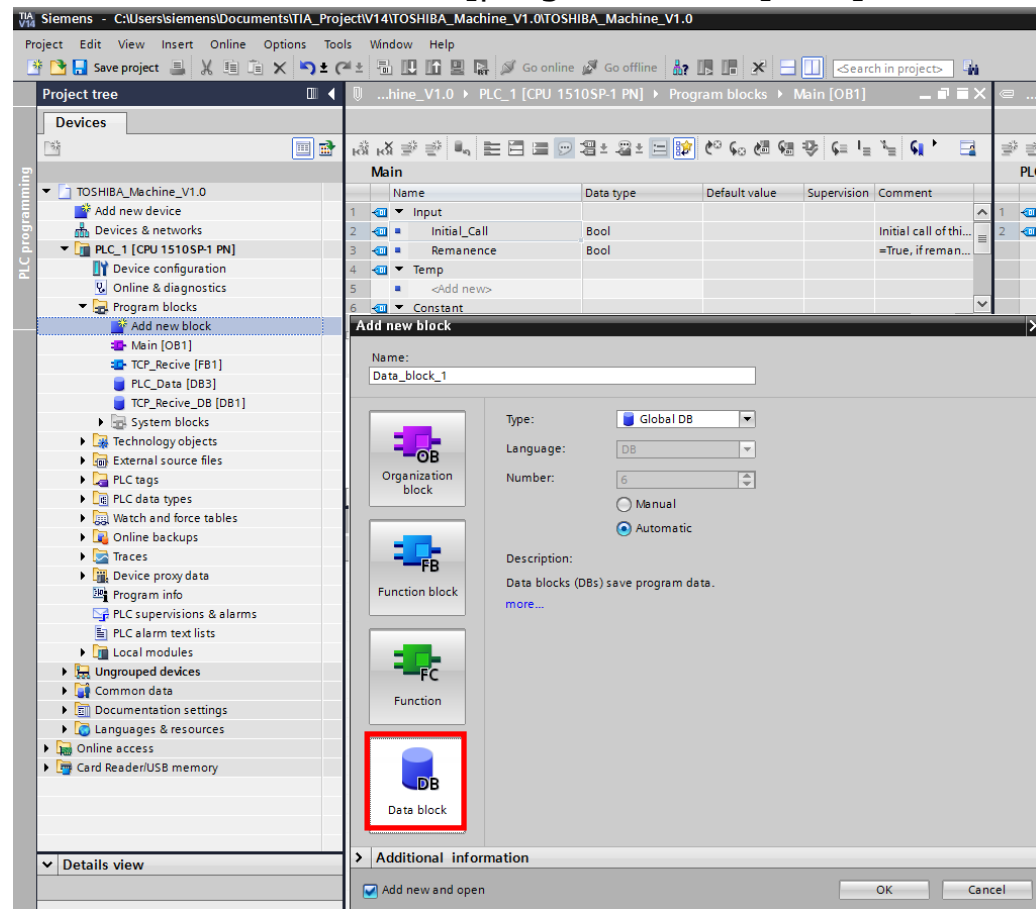 TIA V14 Siemens - C:\Users\siemens\Documents\TIA_Project\V14\TOSHIBA_Machine_V1.0\TOSHIBA_Machine_V1.0
Project Edit View Insert Online Options Tools Window Help
Save project Go online Go offline <Search in project>
Project tree
...hine_V1.0 PLC_1 [CPU 1510SP-1 PN] Program blocks Main [OB1]
Devices
PLC programming
Main
Name Data type Default value Supervision Comment
1 Input
2 Initial_Call Bool Initial call of thi...
3 Remanence Bool =True, if reman...
4 Temp
5 <Add new>
6 Constant
1
2
TOSHIBA_Machine_V1.0
Add new device
Devices & networks
PLC_1 [CPU 1510SP-1 PN]
Device configuration
Online & diagnostics
Program blocks
Add new block
Main [OB1]
TCP_Recive [FB1]
PLC_Data [DB3]
TCP_Recive_DB [DB1]
System blocks
Technology objects
External source files
PLC tags
PLC data types
Watch and force tables
Online backups
Traces
Device proxy data
Program info
PLC supervisions & alarms
PLC alarm text lists
Local modules
Ungrouped devices
Common data
Documentation settings
Languages & resources
Online access
Card Reader/USB memory
Details view
Add new block
Name:
Data_block_1
OB
Organization
block
FB
Function block
FC
Function
DB
Data block
Type: Global DB
Language: DB
Number: 6
Manual
Automatic
Description:
Data blocks (DBs) save program data.
more...
Additional information
Add new and open
OK Cancel